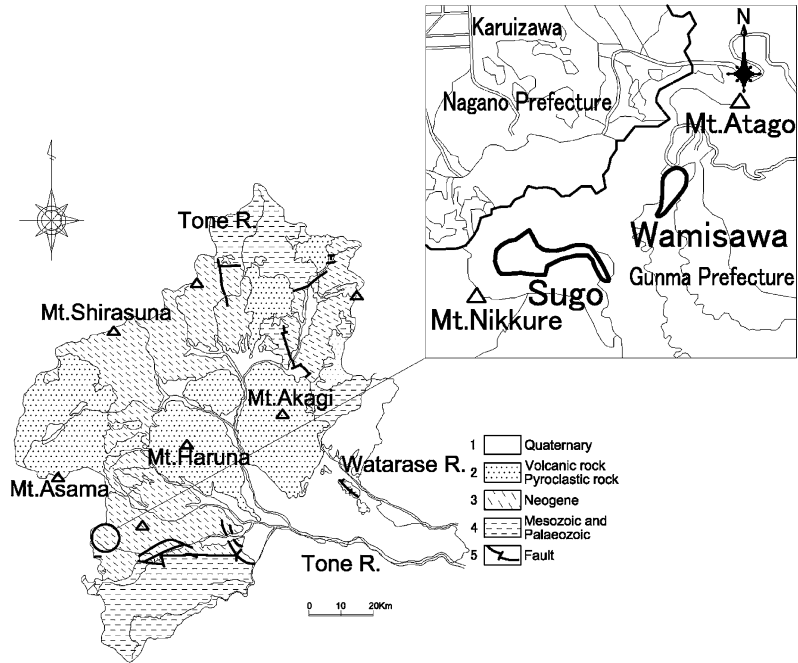 Karuizawa
N
Nagano Prefecture
Mt.Atago
Wamisawa
Gunma Prefecture
Sugo
Mt.Nikkure
Tone R.
Mt.Shirasuna
Mt.Akagi
Mt.Haruna
Watarase R.
Mt.Asama
Tone R.
1 Quaternary
2 Volcanic rock
Pyroclastic rock
3 Neogene
4 Mesozoic and
Palaeozoic
5 Fault
0 10 20Km